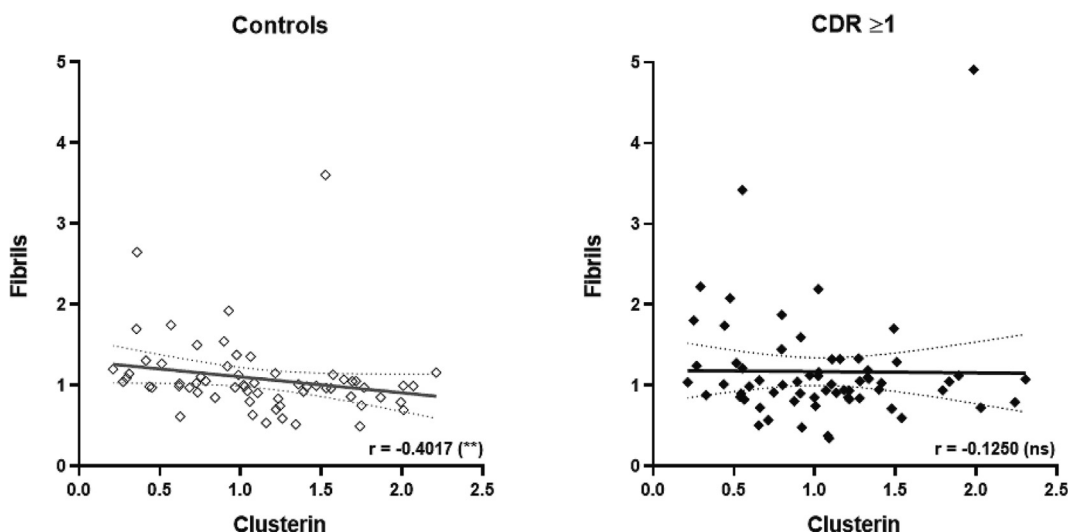 Controls
Fibrils
5
4
3
2
1
0
0.0 0.5 1.0 1.5 2.0 2.5
r = -0.4017 (**)
Clusterin
CDR ≥1
Fibrils
5
4
3
2
1
0
0.0 0.5 1.0 1.5 2.0 2.5
r = -0.1250 (ns)
Clusterin